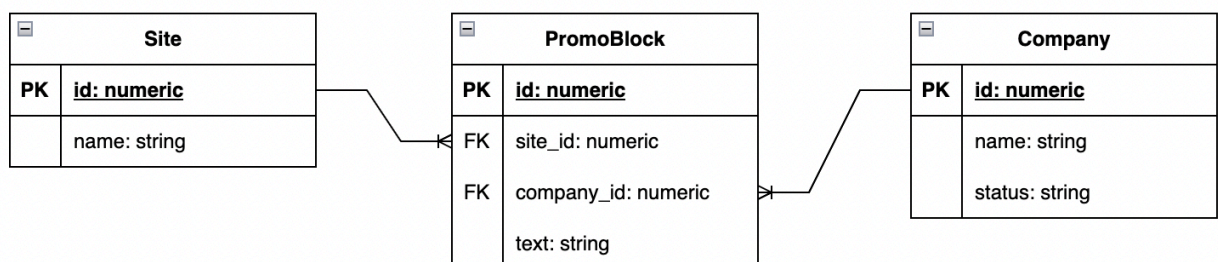 Site
PK id: numeric
name: string
PromoBlock
PK id: numeric
FK site_id: numeric
FK company_id: numeric
text: string
Company
PK id: numeric
name: string
status: string